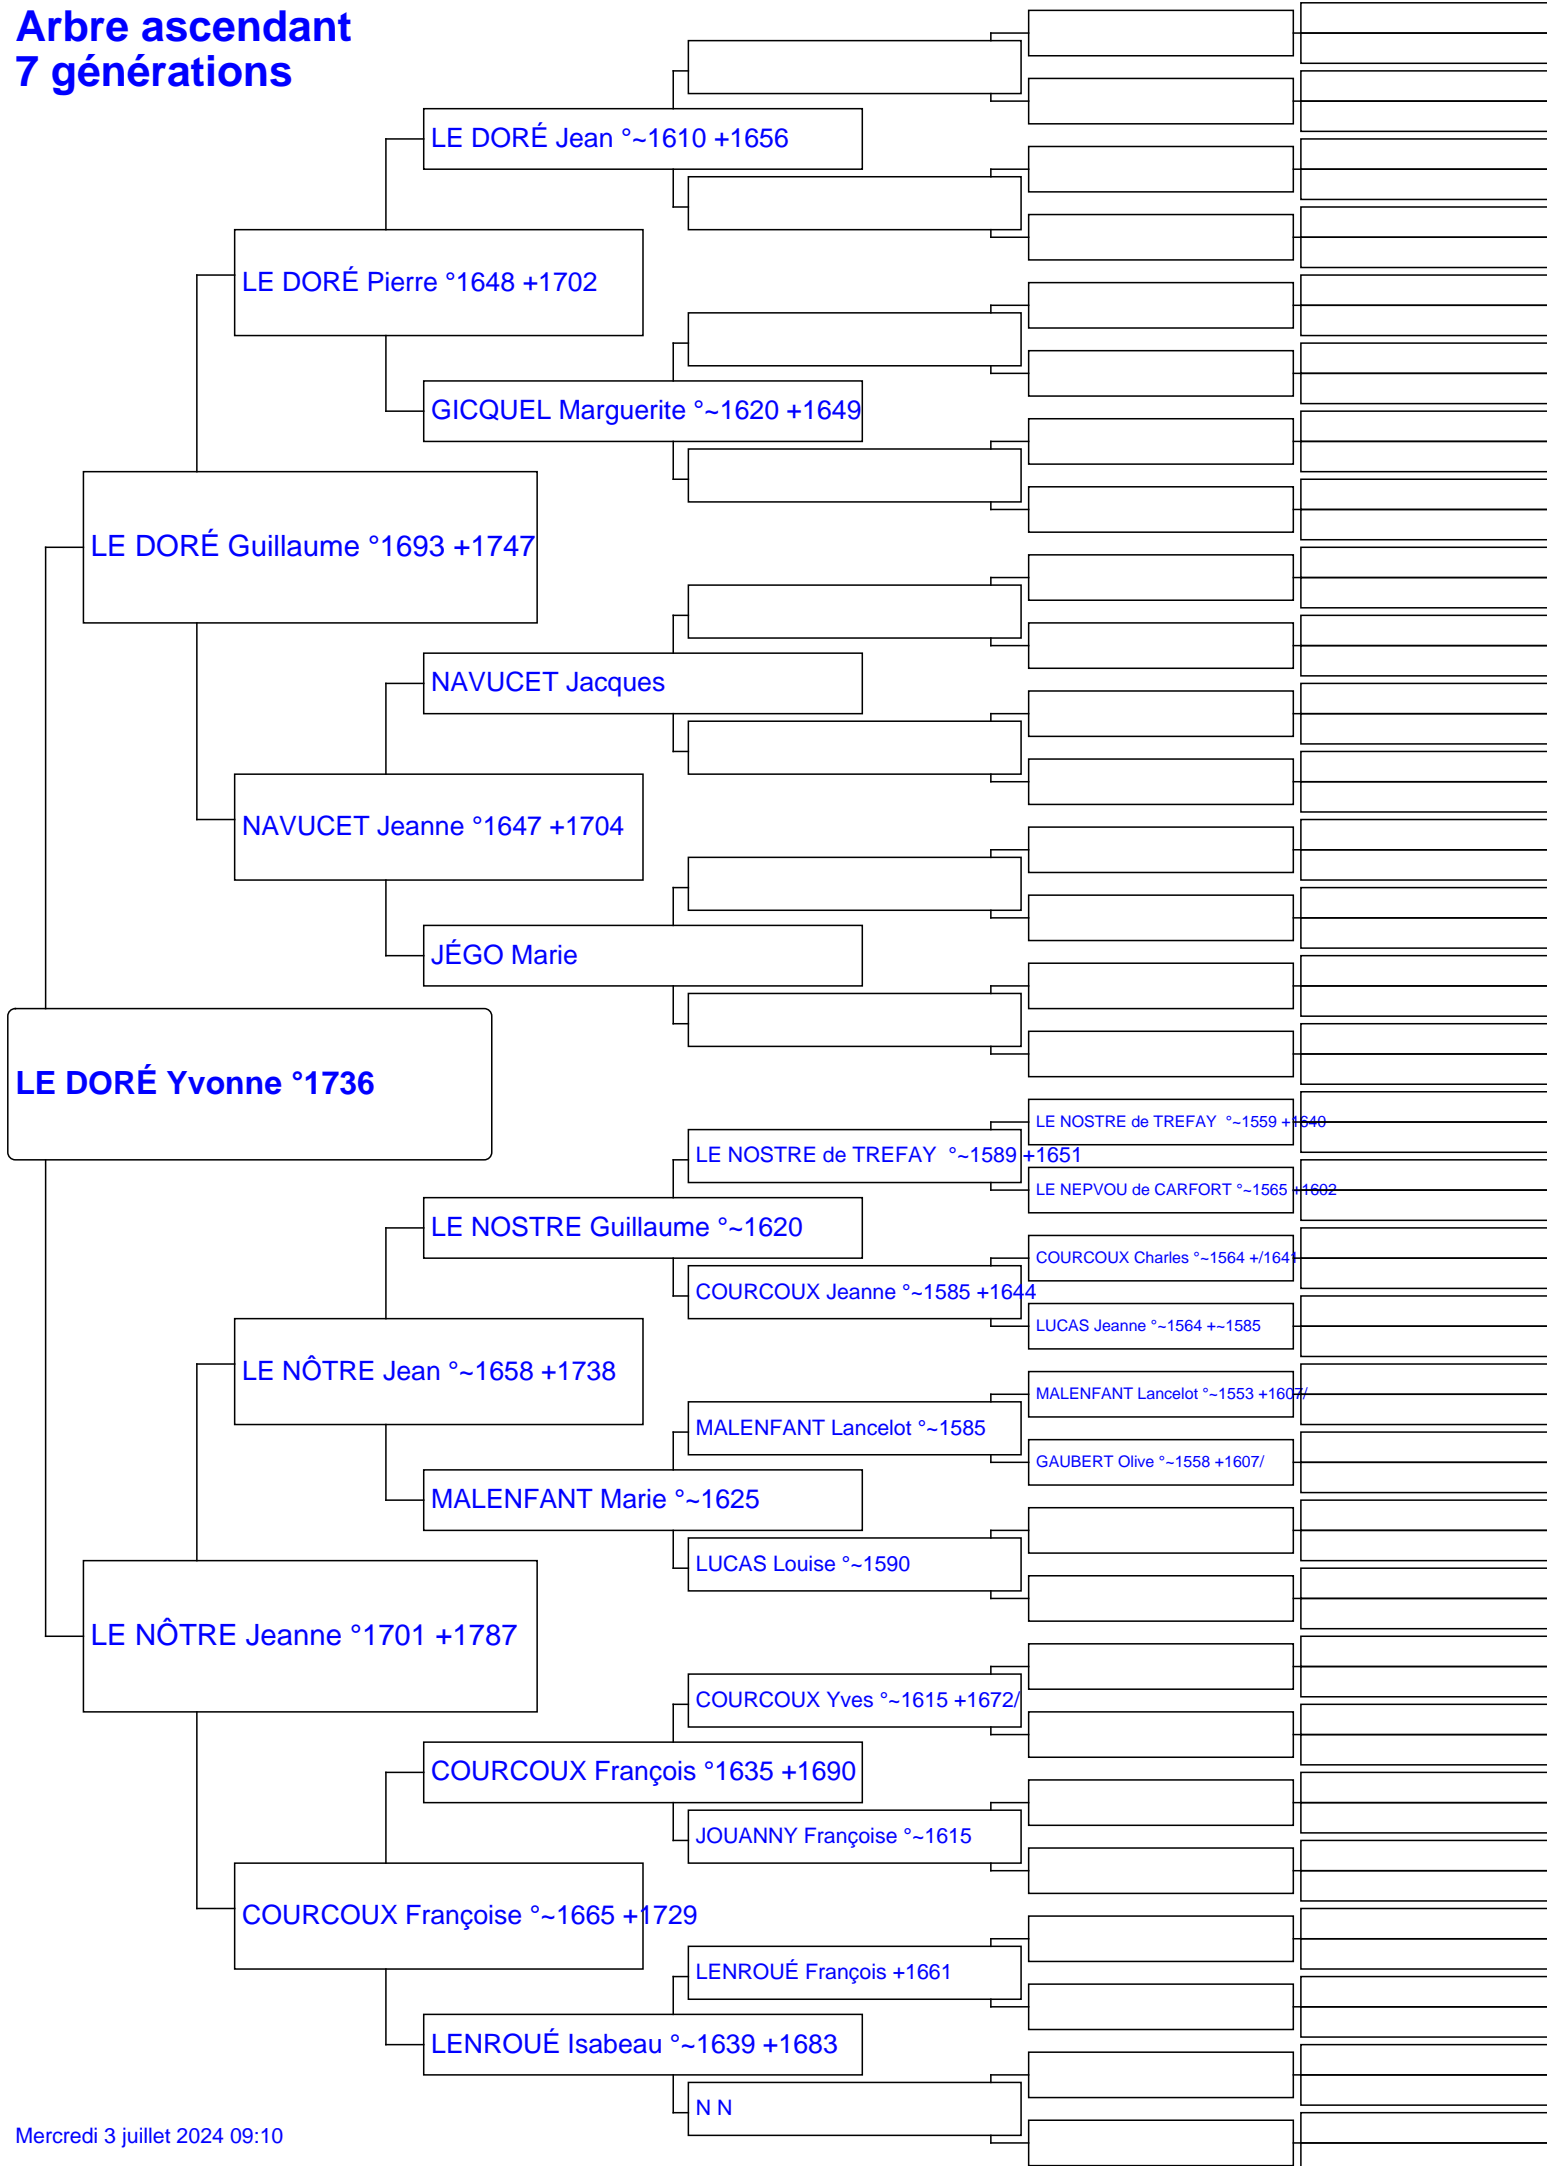 Arbre ascendant
7 générations
LE DORÉ Jean °~1610 +1656
LE DORÉ Pierre °1648 +1702
GICQUEL Marguerite °~1620 +1649
LE DORÉ Guillaume °1693 +1747
NAVUCET Jacques
NAVUCET Jeanne °1647 +1704
JÉGO Marie
LE DORÉ Yvonne °1736
LE NOSTRE de TREFAY °~1559 +1640
LE NOSTRE de TREFAY °~1589 +1651
LE NEPVOU de CARFORT °~1565 +1602
LE NOSTRE Guillaume °~1620
COURCOUX Charles °~1564 +/1641
COURCOUX Jeanne °~1585 +1644
LUCAS Jeanne °~1564 +~1585
LE NÔTRE Jean °~1658 +1738
MALENFANT Lancelot °~1553 +1607/
MALENFANT Lancelot °~1585
GAUBERT Olive °~1558 +1607/
MALENFANT Marie °~1625
LUCAS Louise °~1590
LE NÔTRE Jeanne °1701 +1787
COURCOUX Yves °~1615 +1672/
COURCOUX François °1635 +1690
JOUANNY Françoise °~1615
COURCOUX Françoise °~1665 +1729
LENROUÉ François +1661
LENROUÉ Isabeau °~1639 +1683
N N
Mercredi 3 juillet 2024 09:10